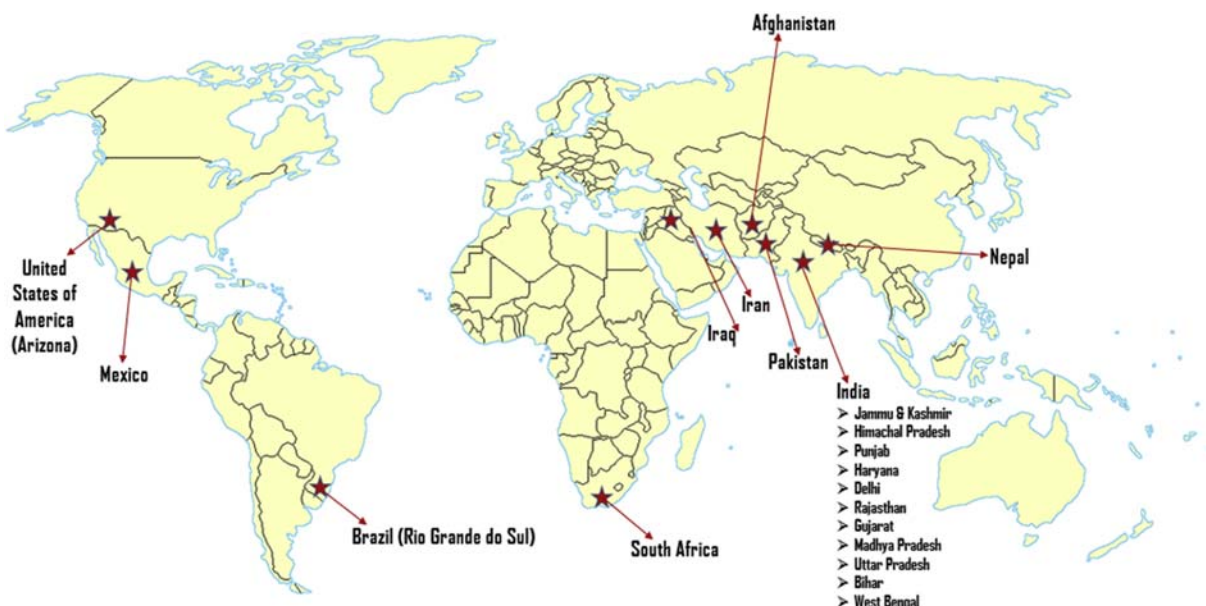 Afghanistan
Nepal
United
States of
America
(Arizona)
Mexico
Iraq
Iran
Pakistan
India
➢ Jammu & Kashmir
➢ Himachal Pradesh
➢ Punjab
➢ Haryana
➢ Delhi
➢ Rajasthan
➢ Gujarat
➢ Madhya Pradesh
➢ Uttar Pradesh
➢ Bihar
➢ West Bengal
Brazil (Rio Grande do Sul)
South Africa